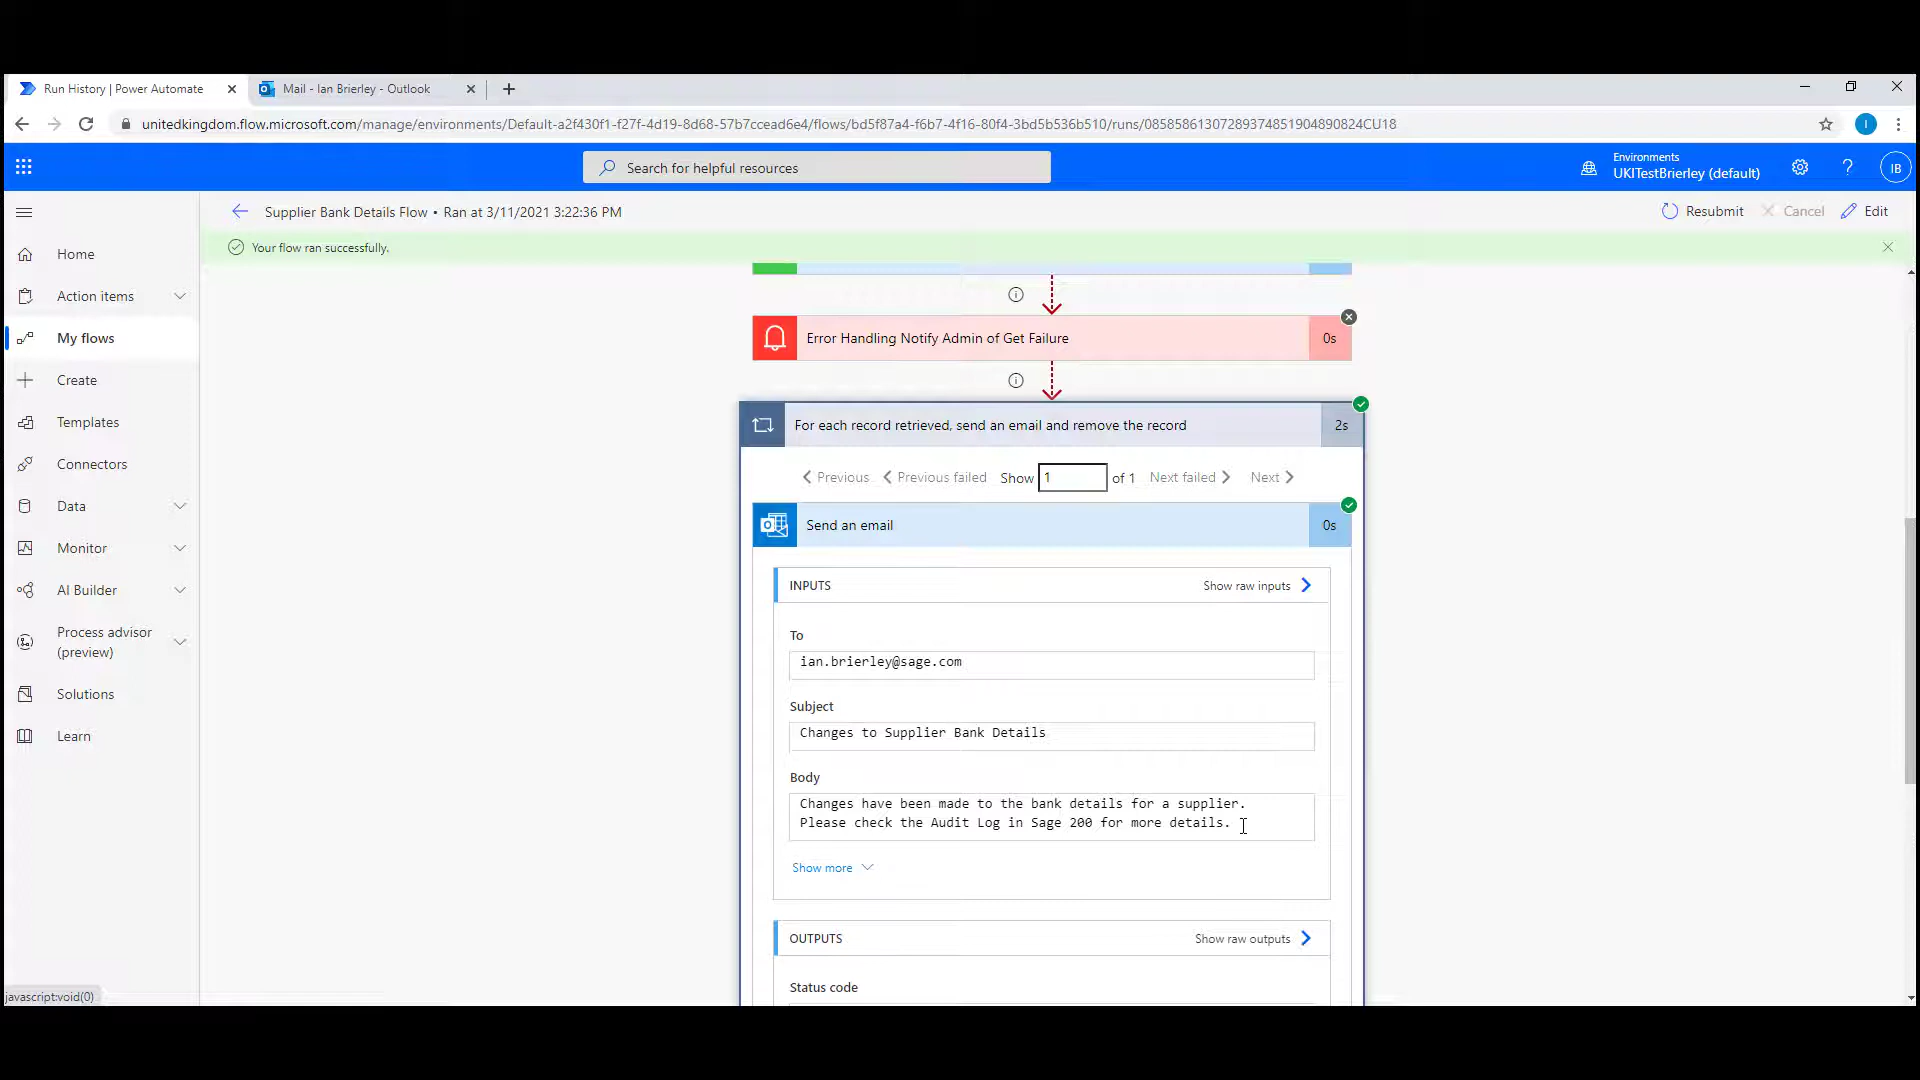 Run History | Power Automate
Mail - Ian Brierley - Outlook
unitedkingdom.flow.microsoft.com/manage/environments/Default-a2f430f1-f27f-4d19-8d68-57b7ccead6e4/flows/bd5f87a4-f6b7-4f16-80f4-3bd5b536b510/runs/08585861307289374851904890824CU18
I
Search for helpful resources
Environments
UKITestBrierley (default)
IB
Supplier Bank Details Flow • Ran at 3/11/2021 3:22:36 PM
Resubmit
Cancel
Edit
Your flow ran successfully.
Home
Action items
My flows
Create
Templates
Connectors
Data
Monitor
AI Builder
Process advisor
(preview)
Solutions
Learn
Error Handling Notify Admin of Get Failure
0s
For each record retrieved, send an email and remove the record
2s
Previous
Previous failed
Show
1
of 1
Next failed
Next
Send an email
0s
INPUTS
Show raw inputs
To
ian.brierley@sage.com
Subject
Changes to Supplier Bank Details
Body
Changes have been made to the bank details for a supplier.
Please check the Audit Log in Sage 200 for more details.
Show more
OUTPUTS
Show raw outputs
Status code
javascript:void(0)